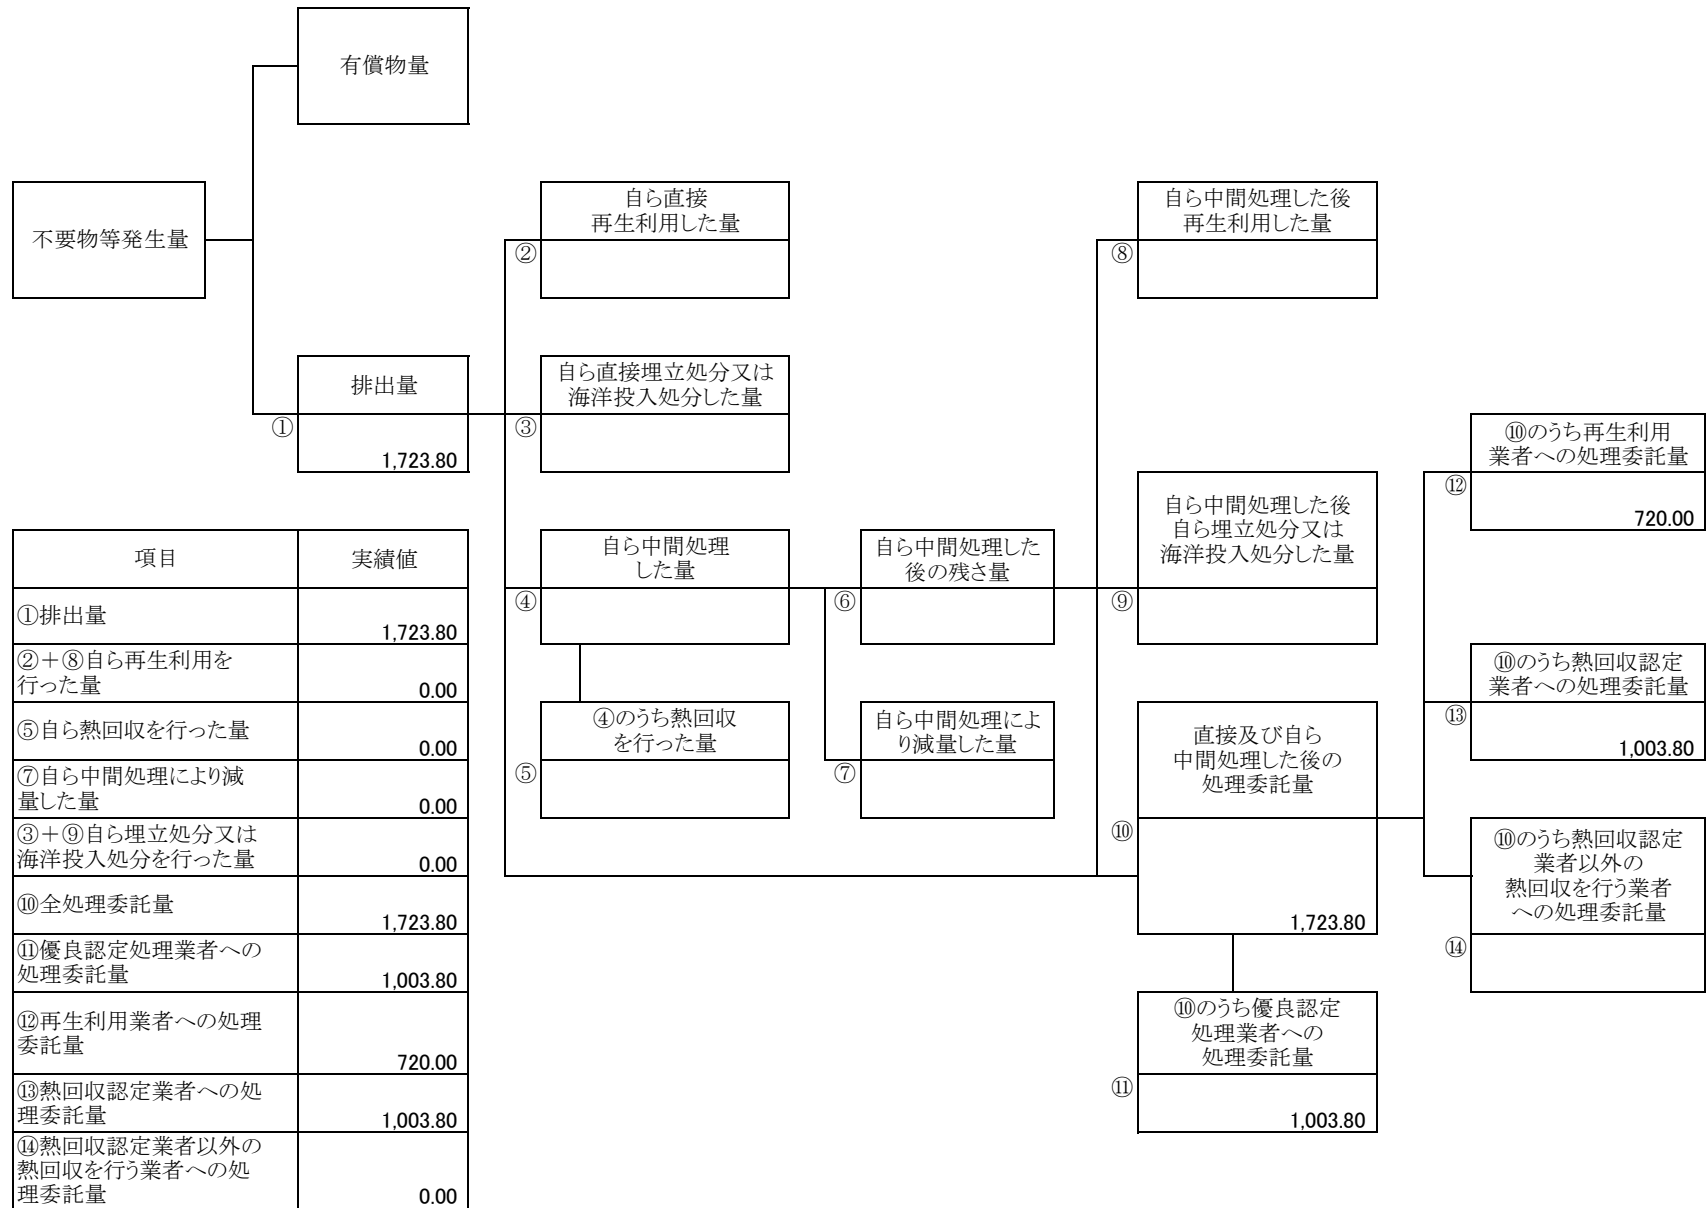 有償物量
不要物等発生量
自ら直接
再生利用した量
②
自ら中間処理した後
再生利用した量
⑧
排出量
①
1,723.80
自ら直接埋立処分又は
海洋投入処分した量
③
⑩のうち再生利用
業者への処理委託量
⑫
720.00
自ら中間処理した後
自ら埋立処分又は
海洋投入処分した量
⑨
自ら中間処理
した量
④
自ら中間処理した
後の残さ量
⑥
④のうち熱回収
を行った量
⑤
自ら中間処理によ
り減量した量
⑦
直接及び自ら
中間処理した後の
処理委託量
⑩
1,723.80
⑩のうち熱回収認定
業者への処理委託量
⑬
1,003.80
⑩のうち熱回収認定
業者以外の
熱回収を行う業者
への処理委託量
⑭
⑩のうち優良認定
処理業者への
処理委託量
⑪
1,003.80
項目 実績値
①排出量 1,723.80
②+⑧自ら再生利用を
行った量 0.00
⑤自ら熱回収を行った量 0.00
⑦自ら中間処理により減
量した量 0.00
③+⑨自ら埋立処分又は
海洋投入処分を行った量 0.00
⑩全処理委託量 1,723.80
⑪優良認定処理業者への
処理委託量 1,003.80
⑫再生利用業者への処理
委託量 720.00
⑬熱回収認定業者への処
理委託量 1,003.80
⑭熱回収認定業者以外の
熱回収を行う業者への処
理委託量 0.00